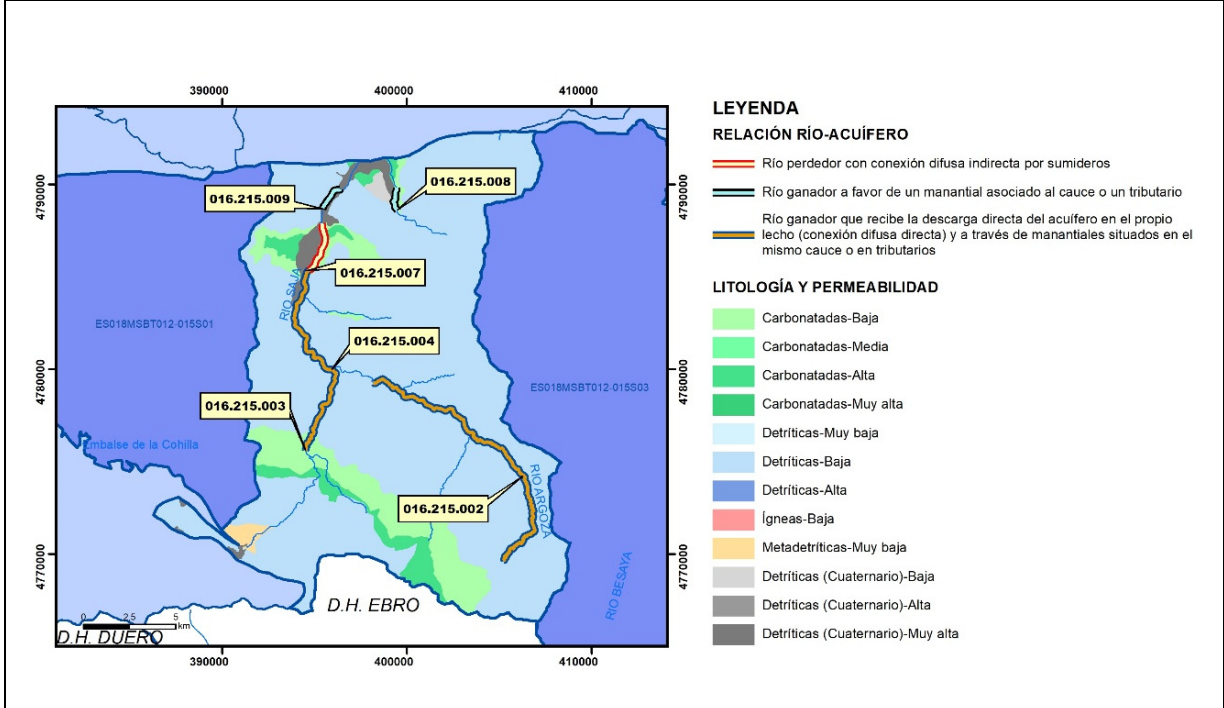 390000
400000
410000
4790000
4790000
016.215.009
016.215.008
016.215.007
RIO SAJA
ES018MSBT012-015S01
016.215.004
4780000
4780000
ES018MSBT012-015S03
016.215.003
Embalse de la Cohilla
016.215.002
RIO ARGOZA
4770000
4770000
RIO BESAYA
D.H. EBRO
0 2,5 5
km
D.H. DUERO
390000
400000
410000
LEYENDA
RELACIÓN RÍO-ACUÍFERO
Río perdedor con conexión difusa indirecta por sumideros
Río ganador a favor de un manantial asociado al cauce o un tributario
Río ganador que recibe la descarga directa del acuífero en el propio
lecho (conexión difusa directa) y a través de manantiales situados en el
mismo cauce o en tributarios
LITOLOGÍA Y PERMEABILIDAD
Carbonatadas-Baja
Carbonatadas-Media
Carbonatadas-Alta
Carbonatadas-Muy alta
Detríticas-Muy baja
Detríticas-Baja
Detríticas-Alta
Ígneas-Baja
Metadetríticas-Muy baja
Detríticas (Cuaternario)-Baja
Detríticas (Cuaternario)-Alta
Detríticas (Cuaternario)-Muy alta